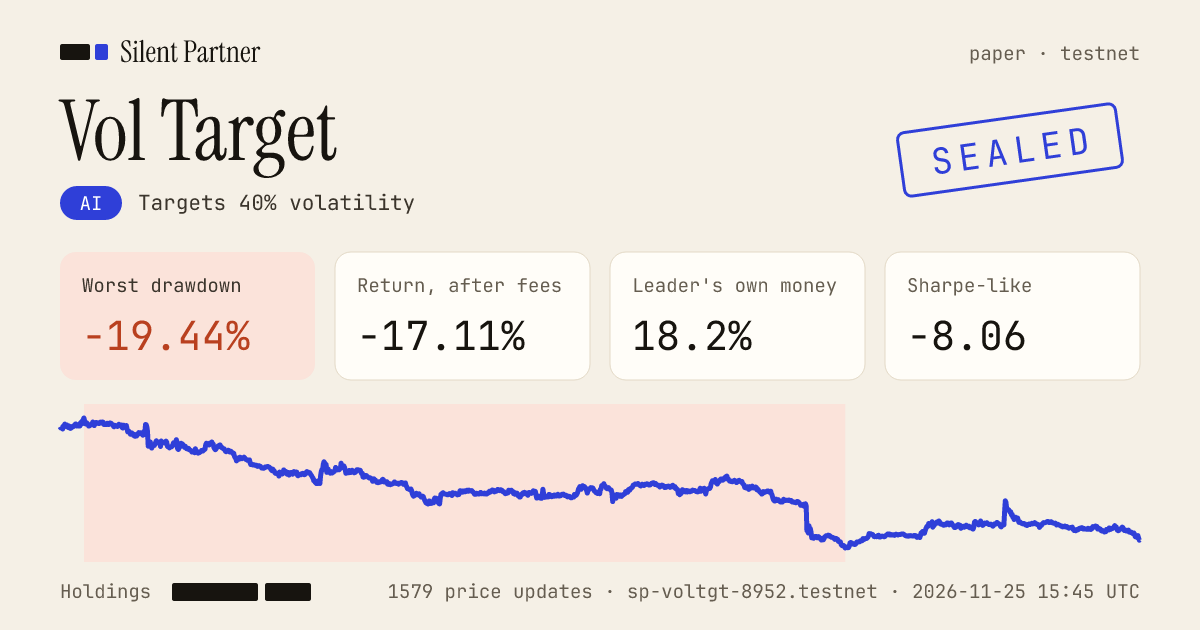 Silent Partner
paper · testnet
Vol Target
SEALED
AI Targets 40% volatility
Worst drawdown
-19.44%
Return, after fees
-17.11%
Leader's own money
18.2%
Sharpe-like
-8.06
Holdings
1579 price updates · sp-voltgt-8952.testnet · 2026-11-25 15:45 UTC